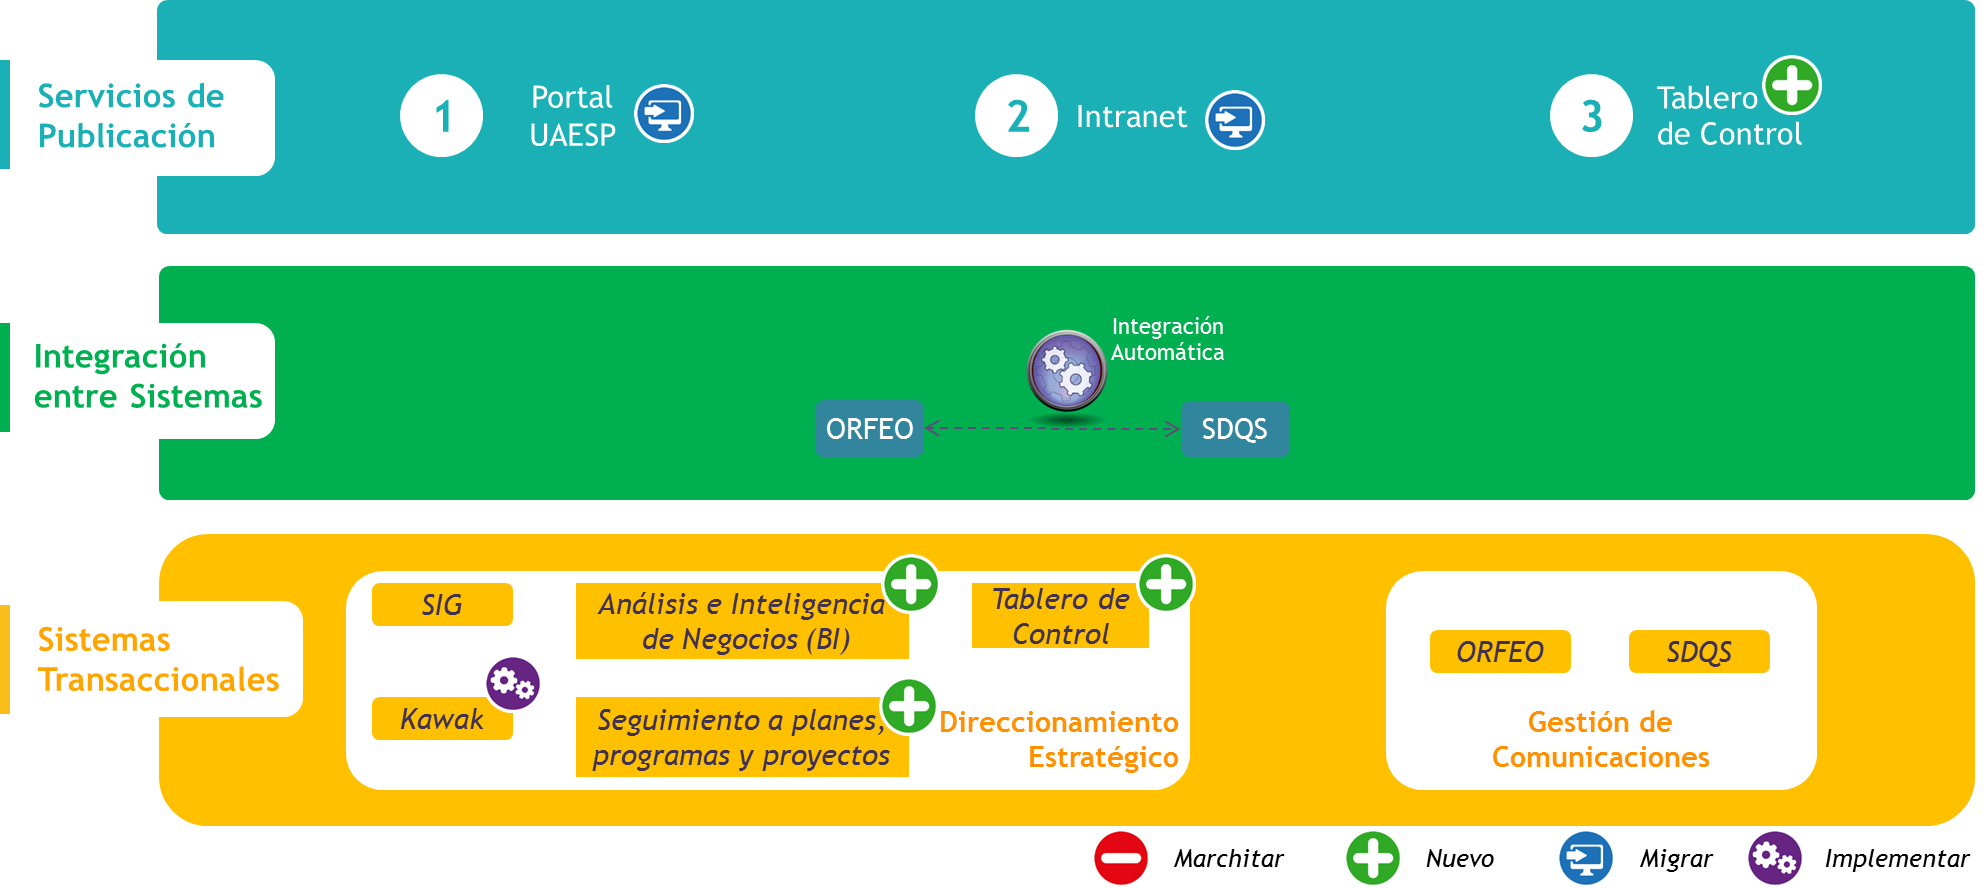 Servicios de
Publicación
1
Portal
UAESP
2
Intranet
3
Tablero
de Control
Integración
entre Sistemas
Integración
Automática
ORFEO
SDQS
Sistemas
Transaccionales
SIG
Kawak
Análisis e Inteligencia
de Negocios (BI)
Seguimiento a planes,
programas y proyectos
Tablero de
Control
Direccionamiento
Estratégico
ORFEO
SDQS
Gestión de
Comunicaciones
Marchitar
Nuevo
Migrar
Implementar